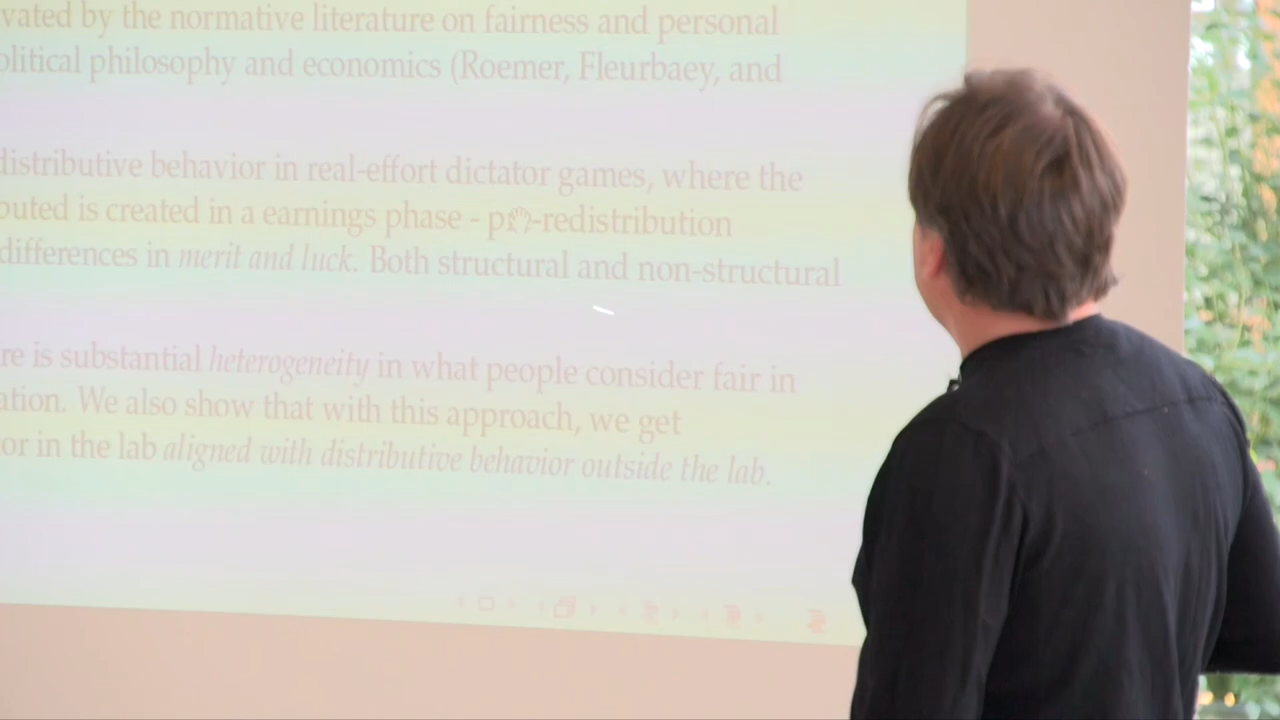 vated by the normative literature on fairness and personal
olitical philosophy and economics (Roemer, Fleurbaey, and
distributive behavior in real-effort dictator games, where the
buted is created in a earnings phase - pre-redistribution
differences in merit and luck. Both structural and non-structural
re is substantial heterogeneity in what people consider fair in
ation. We also show that with this approach, we get
or in the lab aligned with distributive behavior outside the lab.